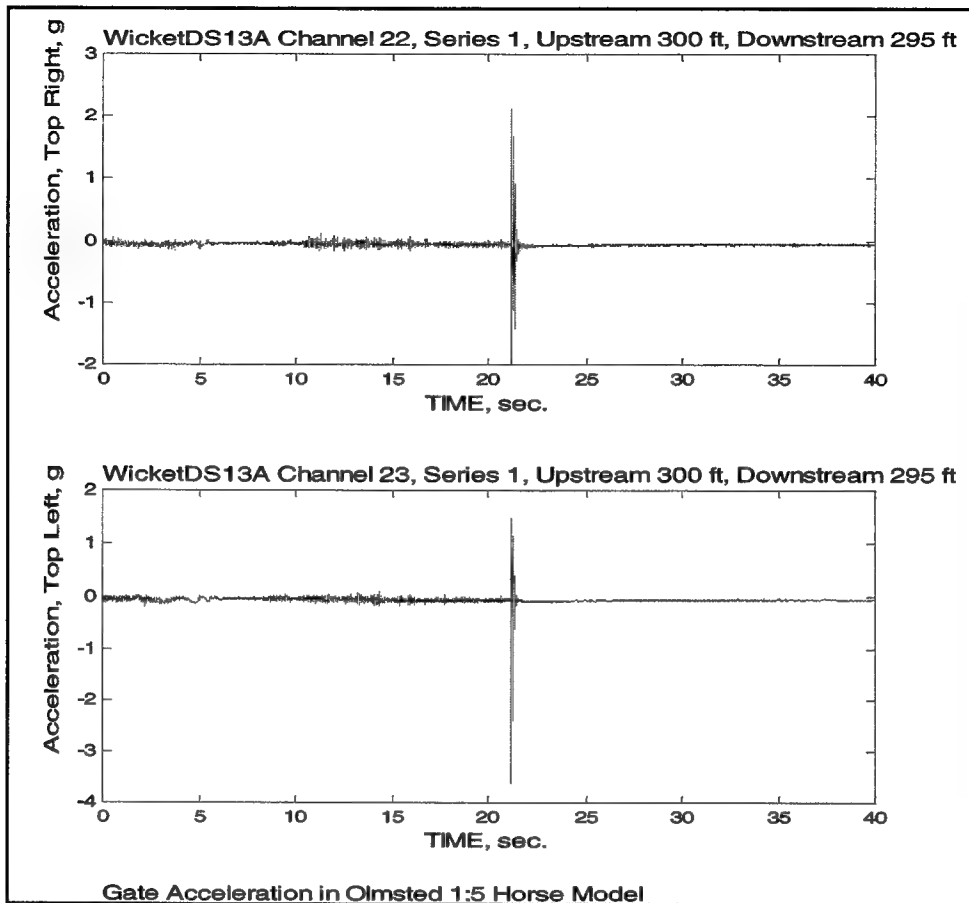 WicketDS13A Channel 22, Series 1, Upstream 300 ft, Downstream 295 ft
Acceleration, Top Right, g
3
2
1
0
-1
-2
0 5 10 15 20 25 30 35 40
TIME, sec.
WicketDS13A Channel 23, Series 1, Upstream 300 ft, Downstream 295 ft
Acceleration, Top Left, g
2
1
0
-1
-2
-3
-4
0 5 10 15 20 25 30 35 40
TIME, sec.
Gate Acceleration in Olmsted 1:5 Horse Model